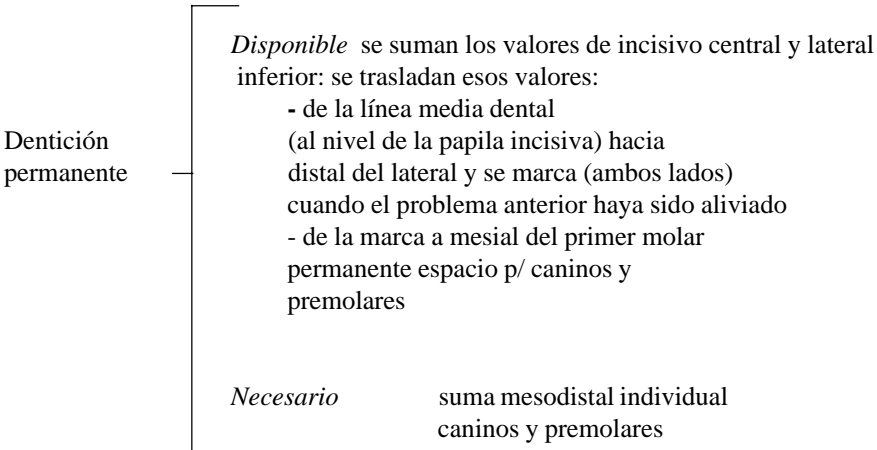 Disponible se suman los valores de incisivo central y lateral
inferior: se trasladan esos valores:
- de la línea media dental
Dentición
(al nivel de la papila incisiva) hacia
permanente
distal del lateral y se marca (ambos lados)
cuando el problema anterior haya sido aliviado
- de la marca a mesial del primer molar
permanente espacio p/ caninos y
premolares
Necesario suma mesodistal individual
caninos y premolares